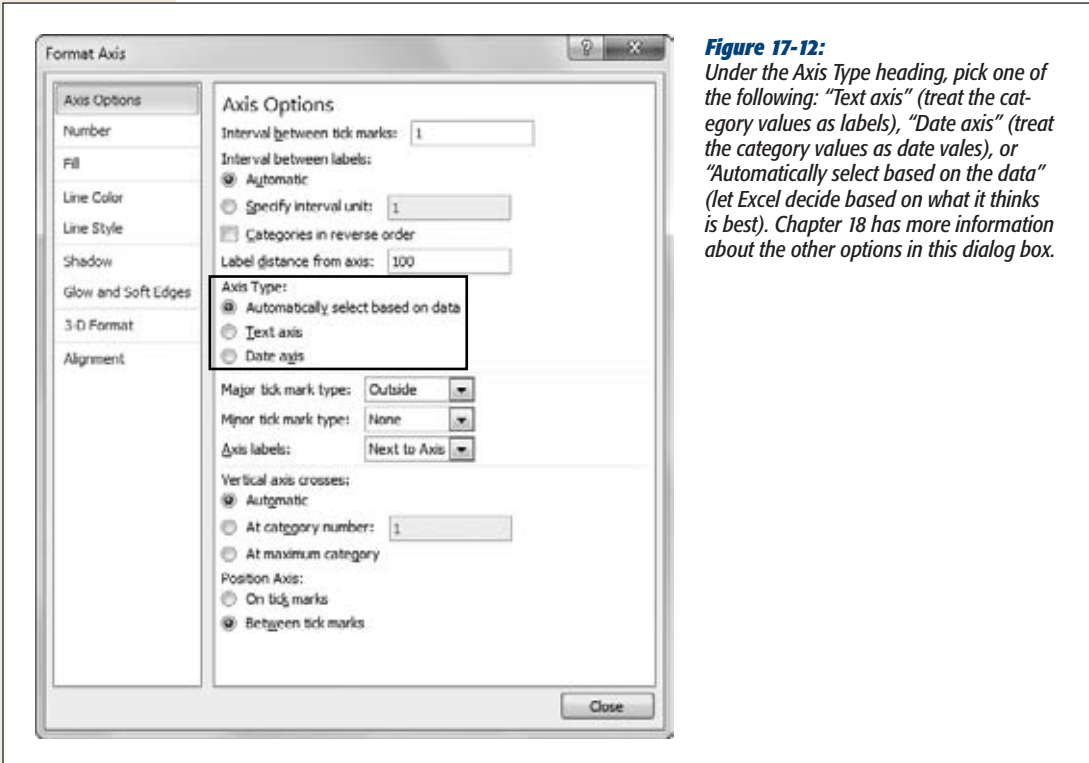 Format Axis
Axis Options
Number
Fill
Line Color
Line Style
Shadow
Glow and Soft Edges
3-D Format
Alignment
Axis Options
Interval between tick marks: 1
Interval between labels:
Automatic
Specify interval unit: 1
Categories in reverse order
Label distance from axis: 100
Axis Type:
Automatically select based on data
Text axis
Date axis
Major tick mark type: Outside
Minor tick mark type: None
Axis labels: Next to Axis
Vertical axis crosses:
Automatic
At category number: 1
At maximum category
Position Axis:
On tick marks
Between tick marks
Close
Figure 17-12:
Under the Axis Type heading, pick one of
the following: “Text axis” (treat the cat-
egory values as labels), “Date axis” (treat
the category values as date vales), or
“Automatically select based on the data”
(let Excel decide based on what it thinks
is best). Chapter 18 has more information
about the other options in this dialog box.